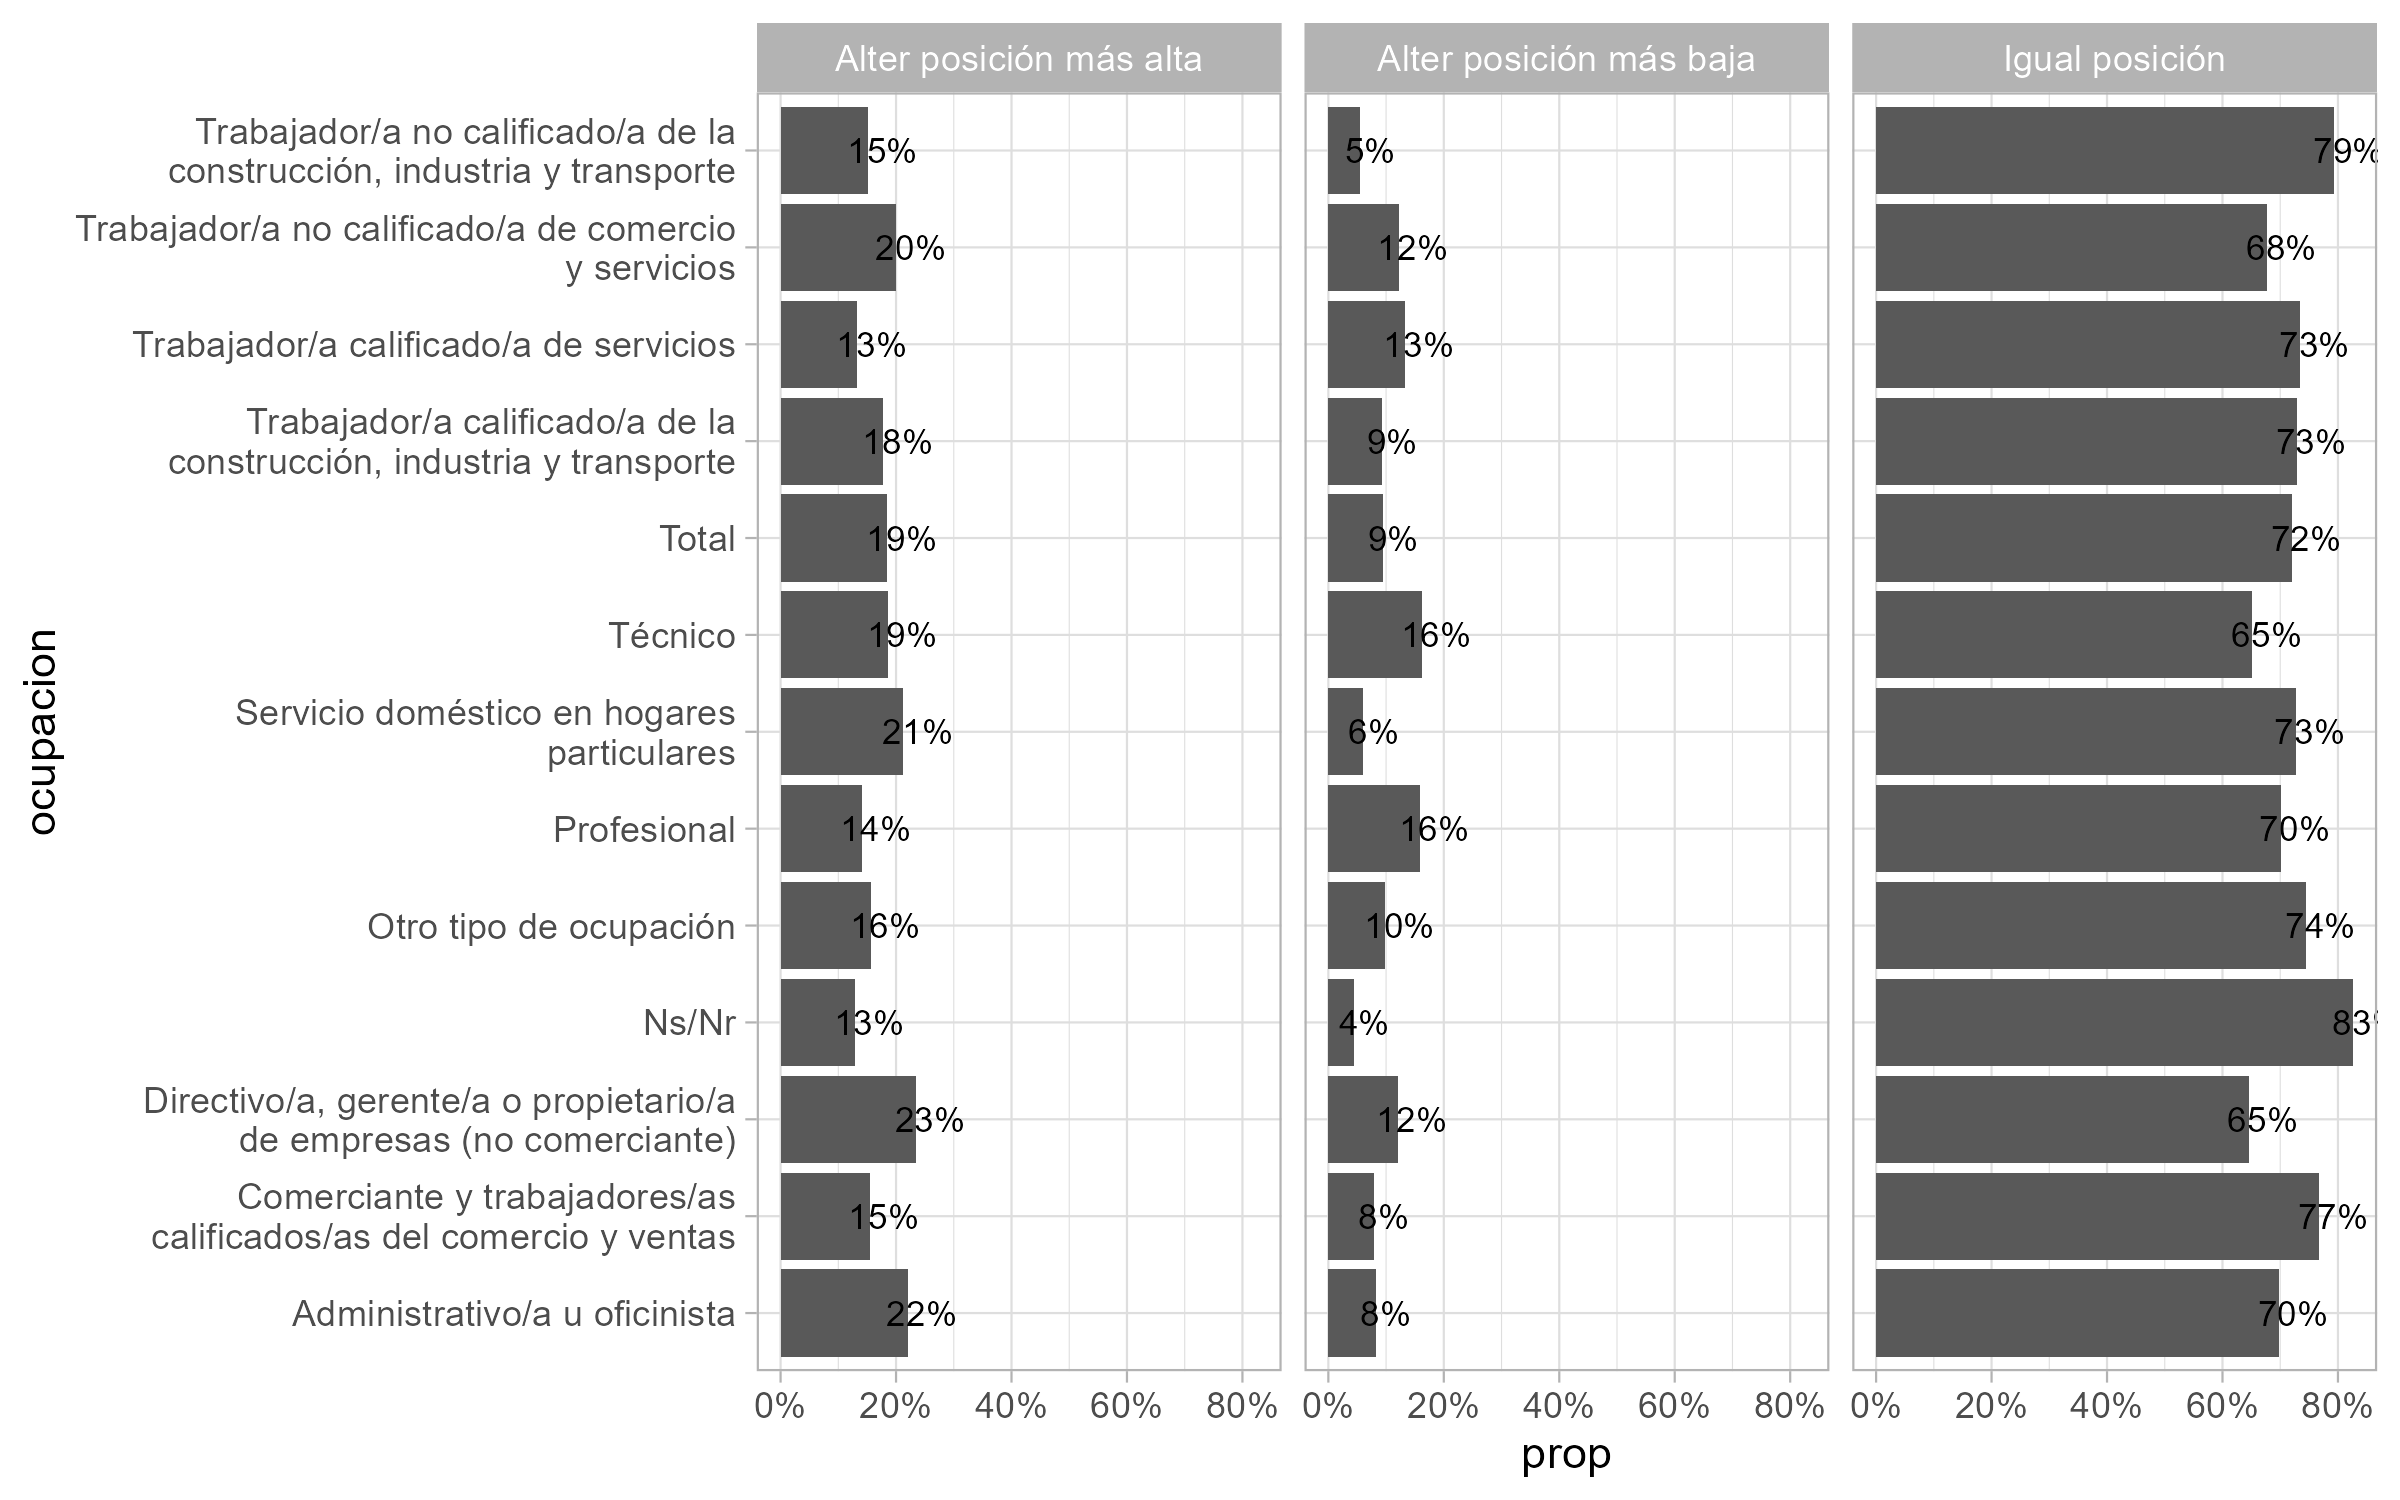 Alter posición más alta
Alter posición más baja
Igual posición
Trabajador/a no calificado/a de la
construcción, industria y transporte
15%
5%
79%
Trabajador/a no calificado/a de comercio
y servicios
20%
12%
68%
Trabajador/a calificado/a de servicios
13%
13%
73%
Trabajador/a calificado/a de la
construcción, industria y transporte
18%
9%
73%
Total
19%
9%
72%
Técnico
19%
16%
65%
Servicio doméstico en hogares
particulares
21%
6%
73%
Profesional
14%
16%
70%
Otro tipo de ocupación
16%
10%
74%
Ns/Nr
13%
4%
83%
Directivo/a, gerente/a o propietario/a
de empresas (no comerciante)
23%
12%
65%
Comerciante y trabajadores/as
calificados/as del comercio y ventas
15%
8%
77%
Administrativo/a u oficinista
22%
8%
70%
0% 20% 40% 60% 80%
0% 20% 40% 60% 80%
0% 20% 40% 60% 80%
prop
ocupacion